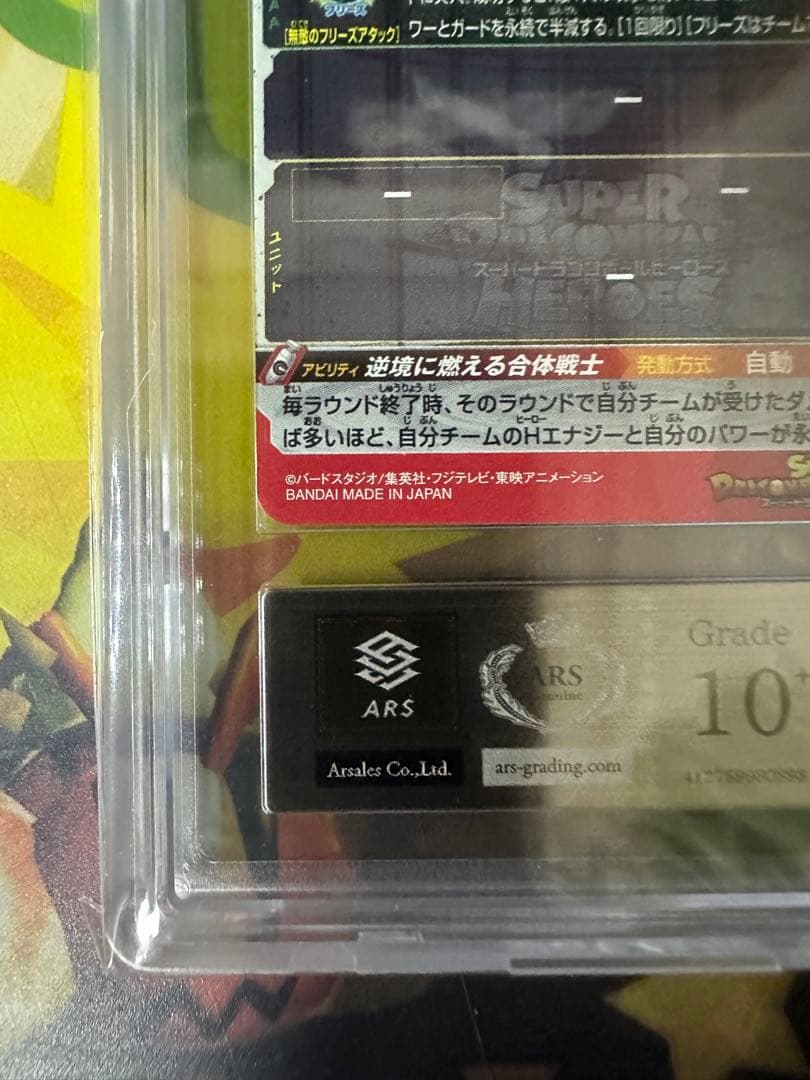 フリーズ
[無敵のフリーズアタック]
ワーとガードを永続で半減する。[1回限り][フリーズはチーム
ー
ー
ー
ユニット
SUPER
スーパードラゴンボールヒーローズ
HEROES
ー
アビリティ 逆境に燃える合体戦士 発動方式 自動
毎ラウンド終了時、そのラウンドで自分チームが受けたダ
ば多いほど、自分チームのHエナジーと自分のパワーが永
©バードスタジオ/集英社・フジテレビ・東映アニメーション
BANDAI MADE IN JAPAN
ARS
Arsales Co.,Ltd.
ARS
ars-grading.com
Grade
10+